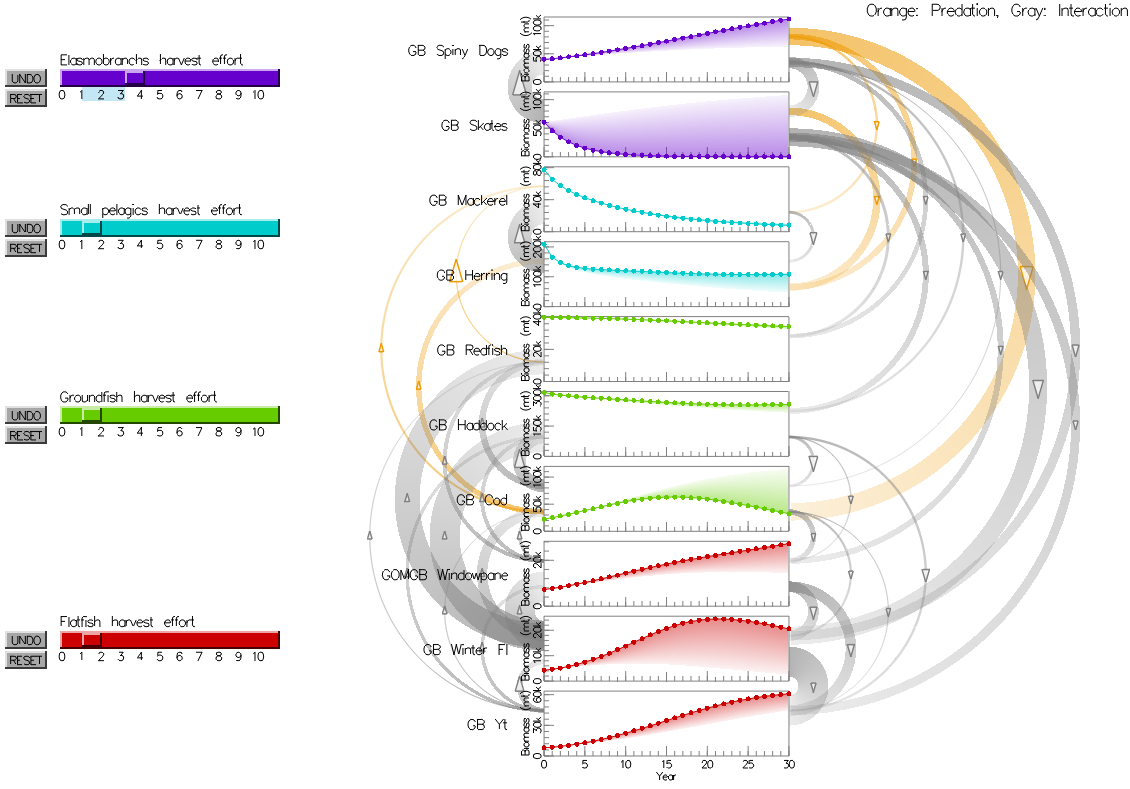 Orange: Predation, Gray: Interaction
Elasmobranchs harvest effort
UNDO
RESET
0 1 2 3 4 5 6 7 8 9 10
Small pelagics harvest effort
UNDO
RESET
0 1 2 3 4 5 6 7 8 9 10
Groundfish harvest effort
UNDO
RESET
0 1 2 3 4 5 6 7 8 9 10
Flatfish harvest effort
UNDO
RESET
0 1 2 3 4 5 6 7 8 9 10
GB Spiny Dogs
Biomass (mt)
0 50k 100k
GB Skates
Biomass (mt)
0 50k 100k
GB Mackerel
Biomass (mt)
0 40k 80k
GB Herring
Biomass (mt)
0 100k 200k
GB Redfish
Biomass (mt)
0 20k 40k
GB Haddock
Biomass (mt)
0 150k 300k
GB Cod
Biomass (mt)
0 50k 100k
GOMGB Windowpane
Biomass (mt)
0 20k
GB Winter Fl
Biomass (mt)
0 10k 20k
GB Yt
Biomass (mt)
0 30k 60k
0 5 10 15 20 25 30
Year